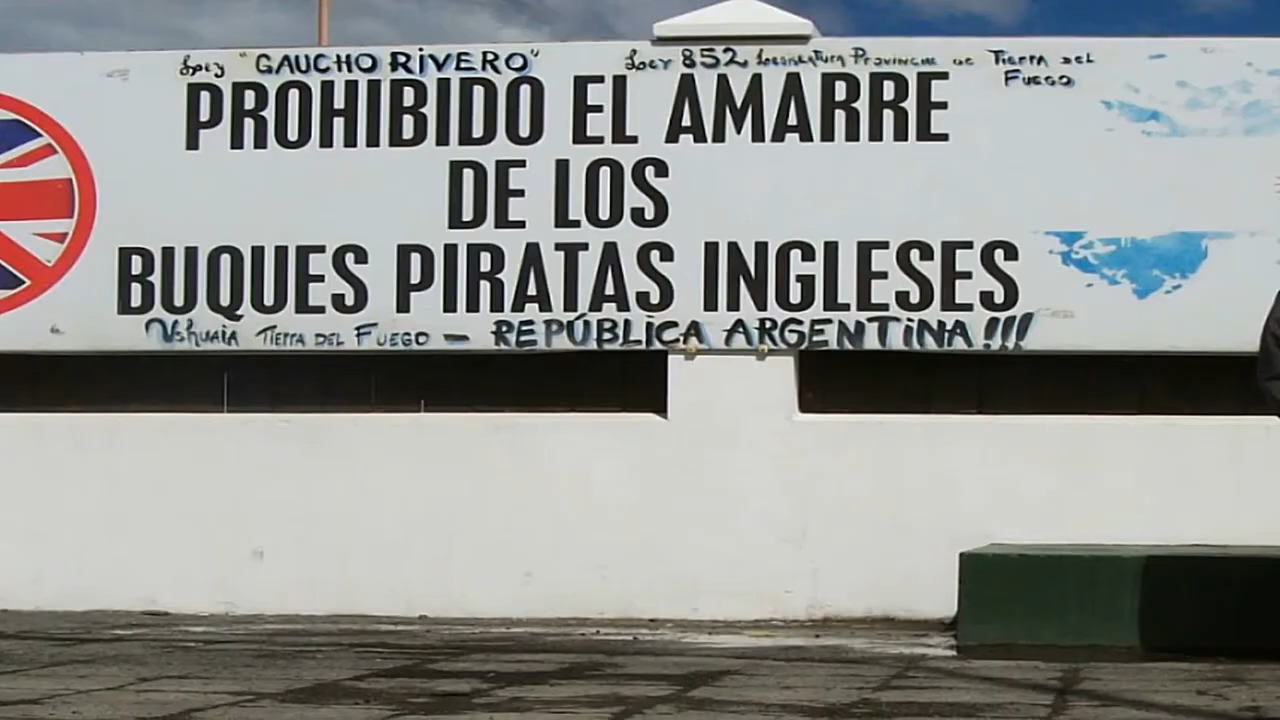 Ley "GAUCHO RIVERO" Ley 852 Legislatura Provincial de Tierra del Fuego
PROHIBIDO EL AMARRE
DE LOS
BUQUES PIRATAS INGLESES
Ushuaia Tierra del Fuego - REPÚBLICA ARGENTINA!!!